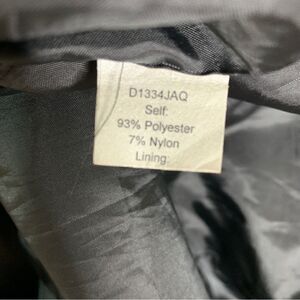 D1334JAQ
Self:
93% Polyester
7% Nylon
Lining: